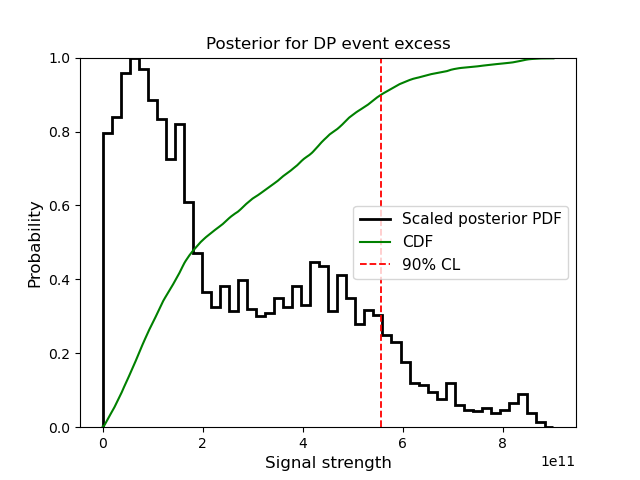 Posterior for DP event excess
1.0
0.8
0.6
0.4
0.2
0.0
Probability
Scaled posterior PDF
CDF
90% CL
0 2 4 6 8
1e11
Signal strength